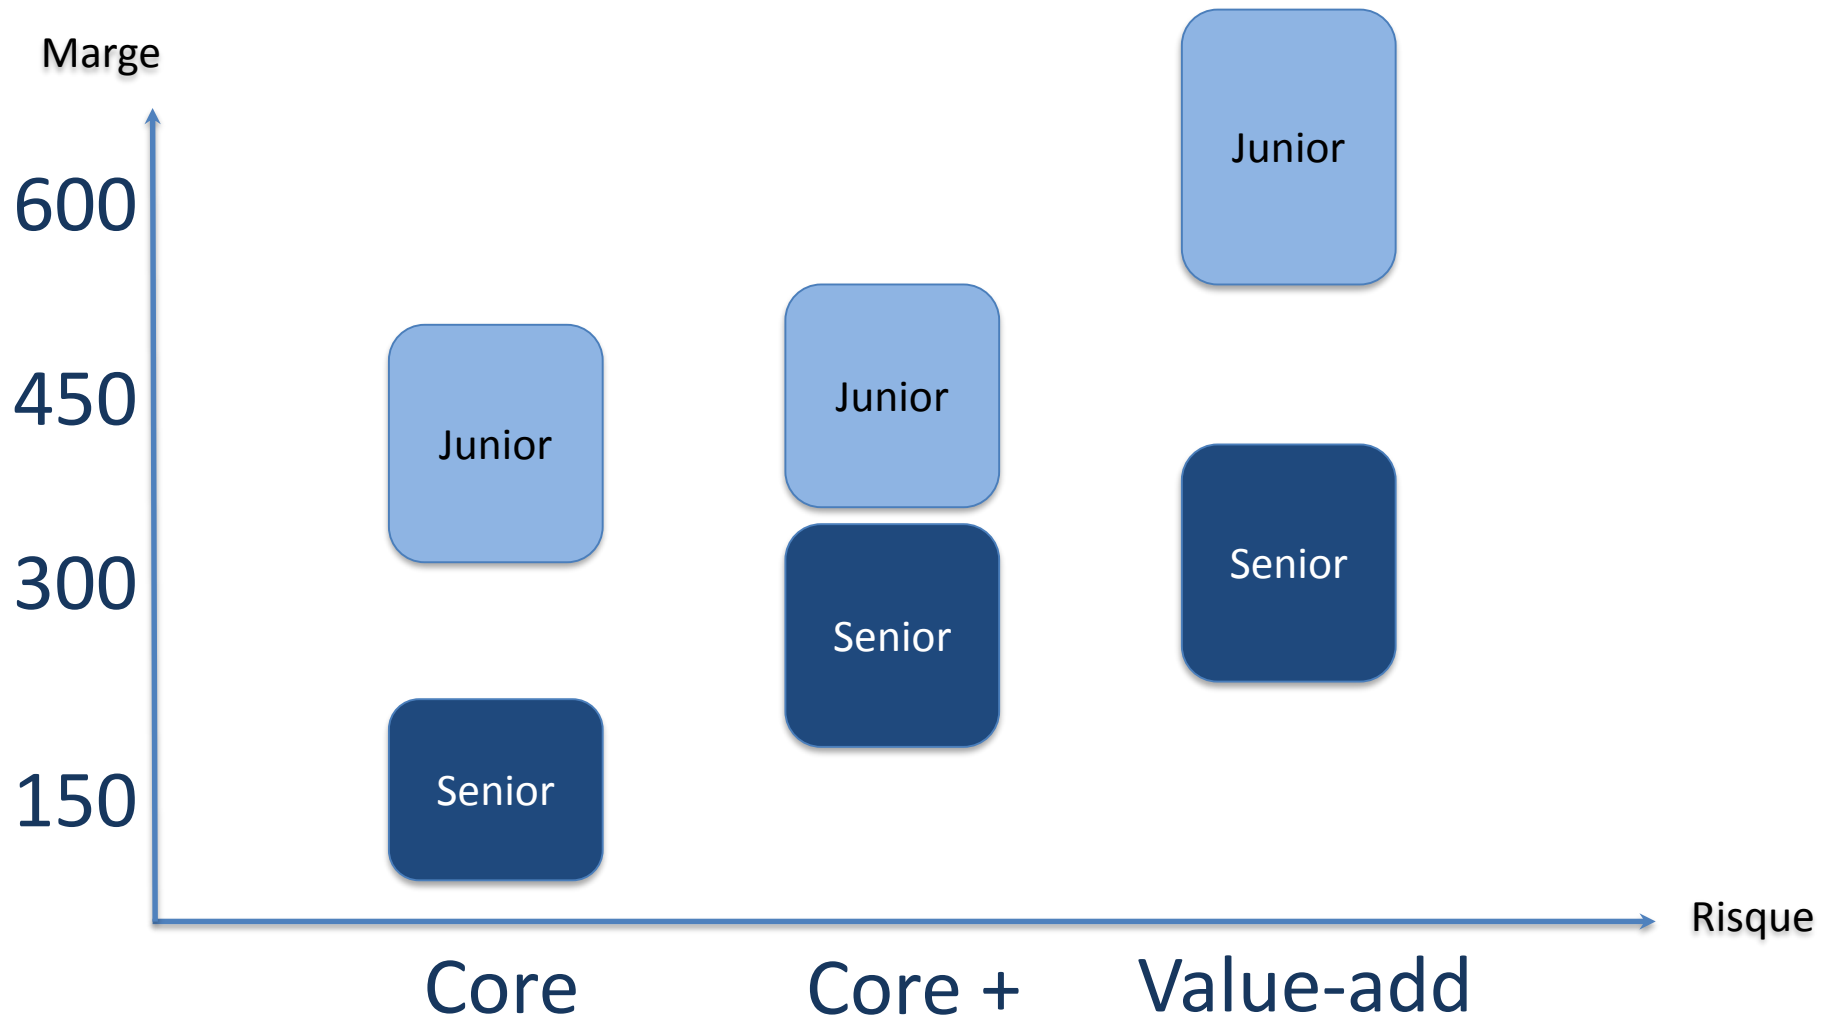 Marge
600
450
300
150
Junior
Senior
Junior
Senior
Junior
Senior
Risque
Core
Core +
Value-add